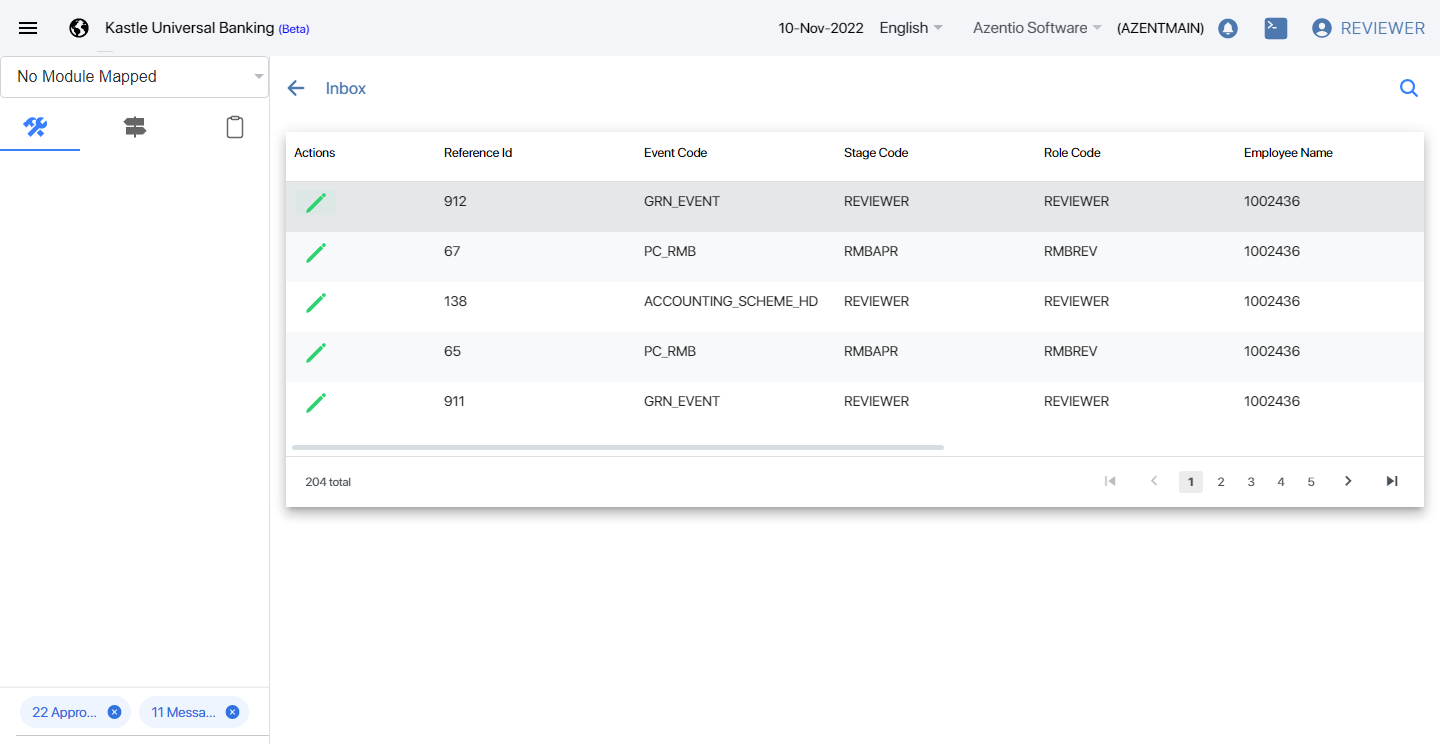 Kastle Universal Banking (Beta) 10-Nov-2022 English Azentio Software (AZENTMAIN) REVIEWER
No Module Mapped
Inbox
Actions Reference Id Event Code Stage Code Role Code Employee Name
912 GRN_EVENT REVIEWER REVIEWER 1002436
67 PC_RMB RMBAPR RMBREV 1002436
138 ACCOUNTING_SCHEME_HD REVIEWER REVIEWER 1002436
65 PC_RMB RMBAPR RMBREV 1002436
911 GRN_EVENT REVIEWER REVIEWER 1002436
204 total 1 2 3 4 5
22 Appro... 11 Messa...